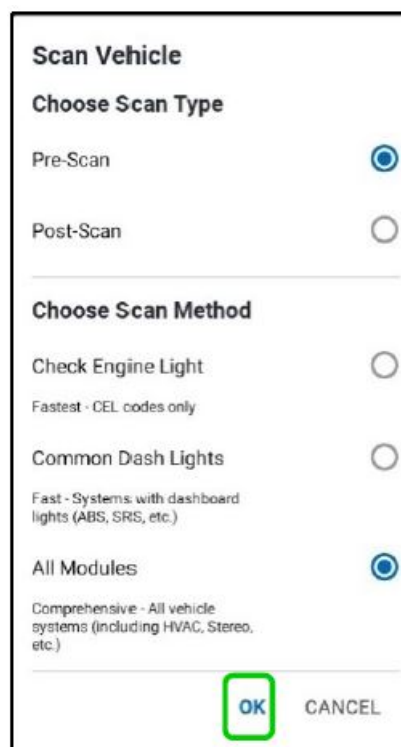 Scan Vehicle
Choose Scan Type
Pre-Scan
Post-Scan
Choose Scan Method
Check Engine Light
Fastest - CEL codes only
Common Dash Lights
Fast - Systems with dashboard
lights (ABS, SRS, etc.)
All Modules
Comprehensive - All vehicle
systems (including HVAC, Stereo,
etc.)
OK CANCEL